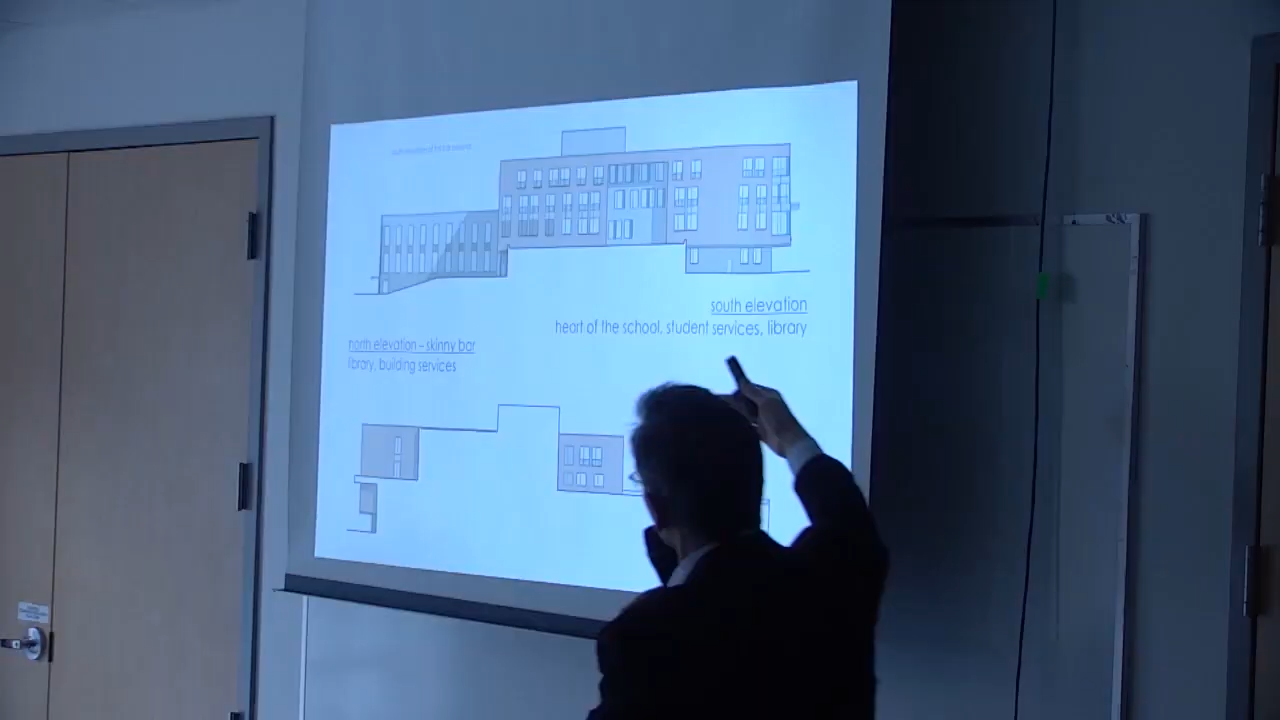 south elevation
heart of the school, student services, library
north elevation – skinny bar
library, building services